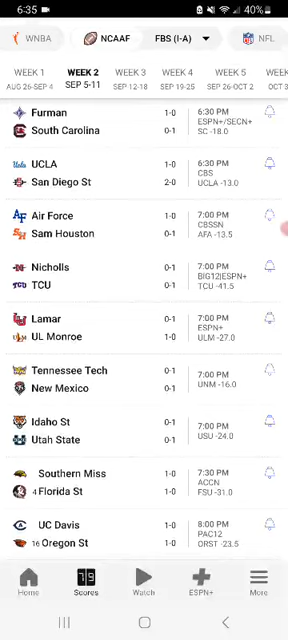 6:35
40%
WNBA
NCAAF
FBS (I-A)
NFL
WEEK 1
AUG 26-SEP 4
WEEK 2
SEP 5-11
WEEK 3
SEP 12-18
WEEK 4
SEP 19-25
WEEK 5
SEP 26-OCT 2
WEEK
OCT 3
Furman
1-0
6:30 PM
ESPN+/SECN+
South Carolina
0-1
SC -18.0
UCLA
1-0
6:30 PM
CBS
San Diego St
2-0
UCLA -13.0
Air Force
1-0
7:00 PM
CBSSN
Sam Houston
0-1
AFA -13.5
Nicholls
0-1
7:00 PM
BIG12|ESPN+
TCU
0-1
TCU -41.5
Lamar
0-1
7:00 PM
ESPN+
UL Monroe
1-0
ULM -27.0
Tennessee Tech
0-1
7:00 PM
New Mexico
0-1
UNM -16.0
Idaho St
0-1
7:00 PM
Utah State
0-1
USU -24.0
Southern Miss
1-0
7:30 PM
ACCN
4 Florida St
1-0
FSU -31.0
UC Davis
1-0
8:00 PM
PAC12
16 Oregon St
1-0
ORST -23.5
Home
Scores
Watch
ESPN+
More